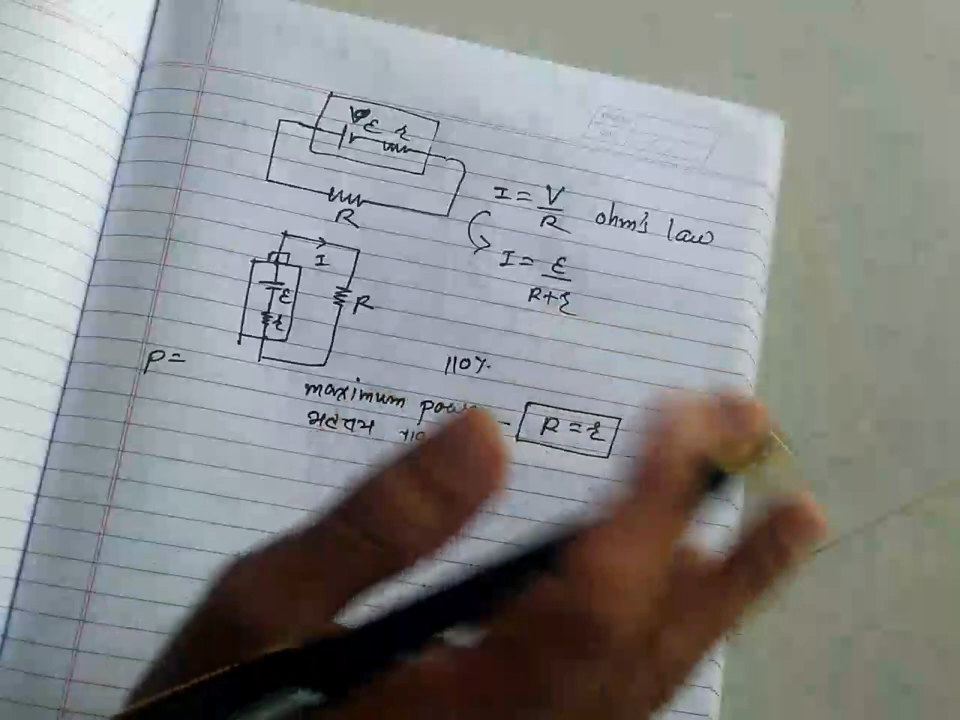 ε r
R
I = V/R ohm's law
I
I = ε/R+r
ε
r
R
P=
110%
maximum
R = r